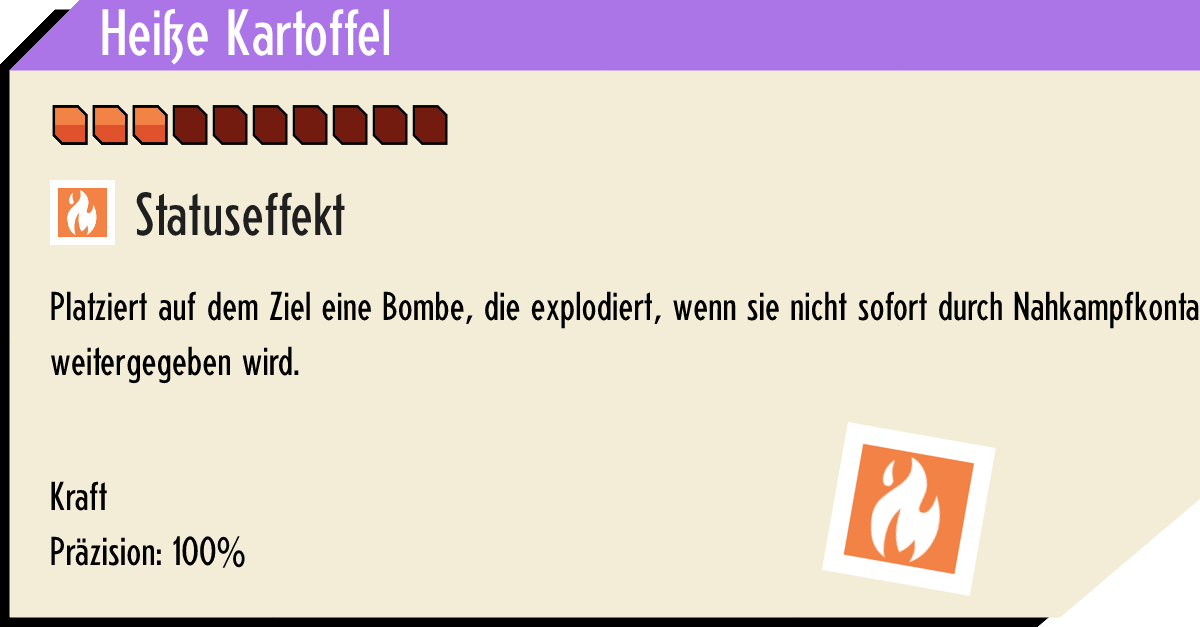 Heiße Kartoffel
Statuseffekt
Platziert auf dem Ziel eine Bombe, die explodiert, wenn sie nicht sofort durch
weitergegeben wird.
Kraft
Präzision: 100%